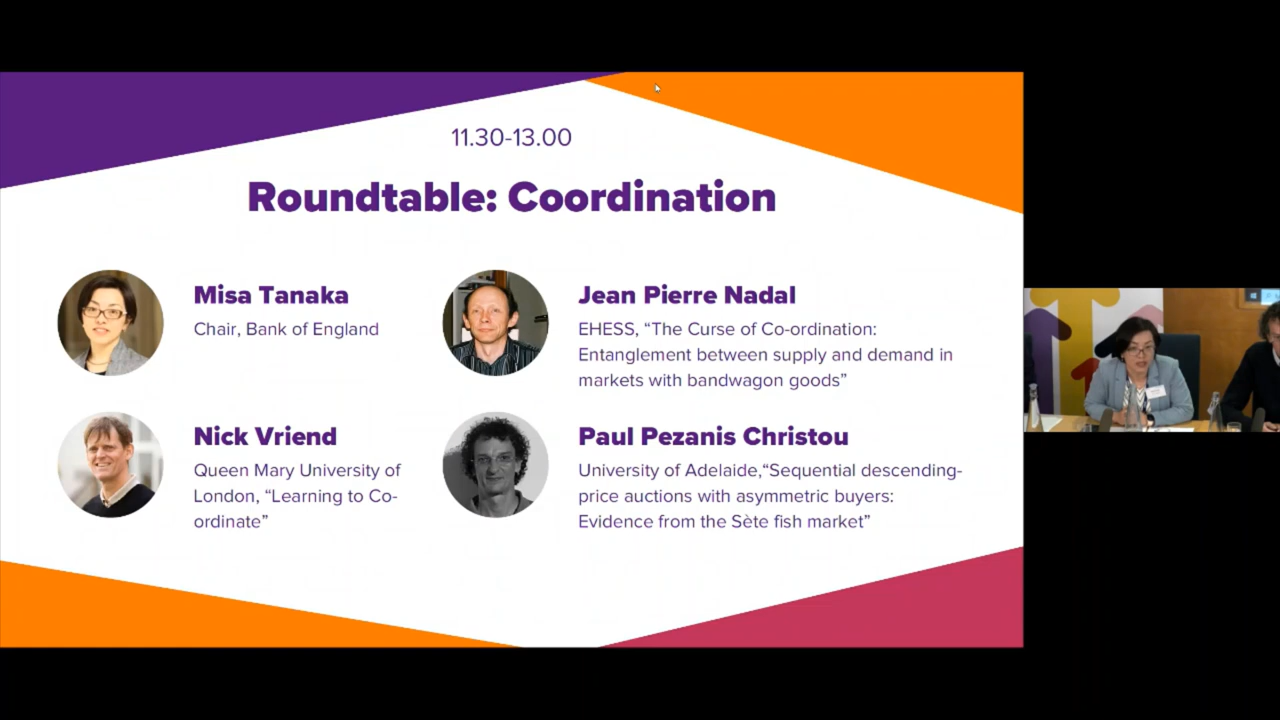 11.30-13.00
Roundtable: Coordination
Misa Tanaka
Chair, Bank of England
Jean Pierre Nadal
EHESS, “The Curse of Co-ordination:
Entanglement between supply and demand in
markets with bandwagon goods”
Nick Vriend
Queen Mary University of
London, “Learning to Co-
ordinate”
Paul Pezanis Christou
University of Adelaide,“Sequential descending-
price auctions with asymmetric buyers:
Evidence from the Sète fish market”